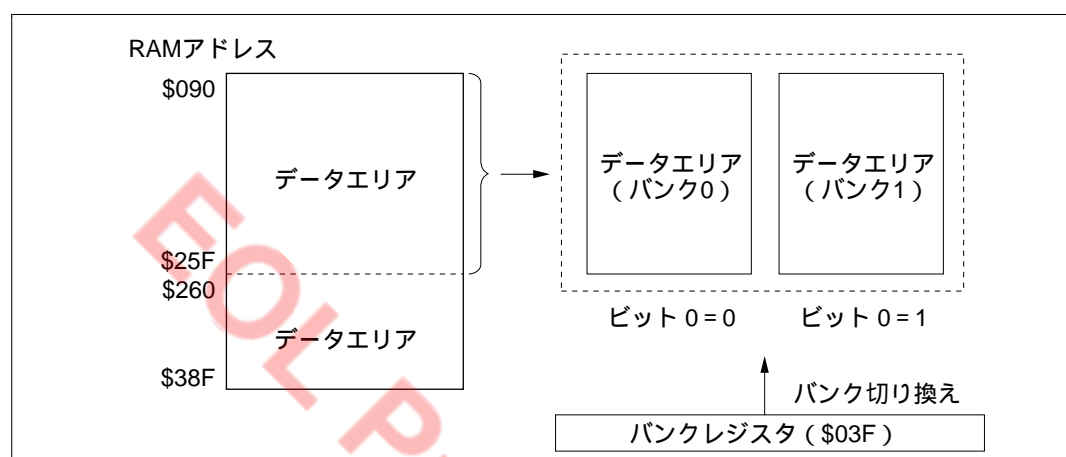 RAMアドレス
$090
データエリア
$25F
$260
データエリア
$38F
データエリア
（バンク0）
データエリア
（バンク1）
ビット 0 = 0
ビット 0 = 1
バンク切り換え
バンクレジスタ（$03F）
EOL P